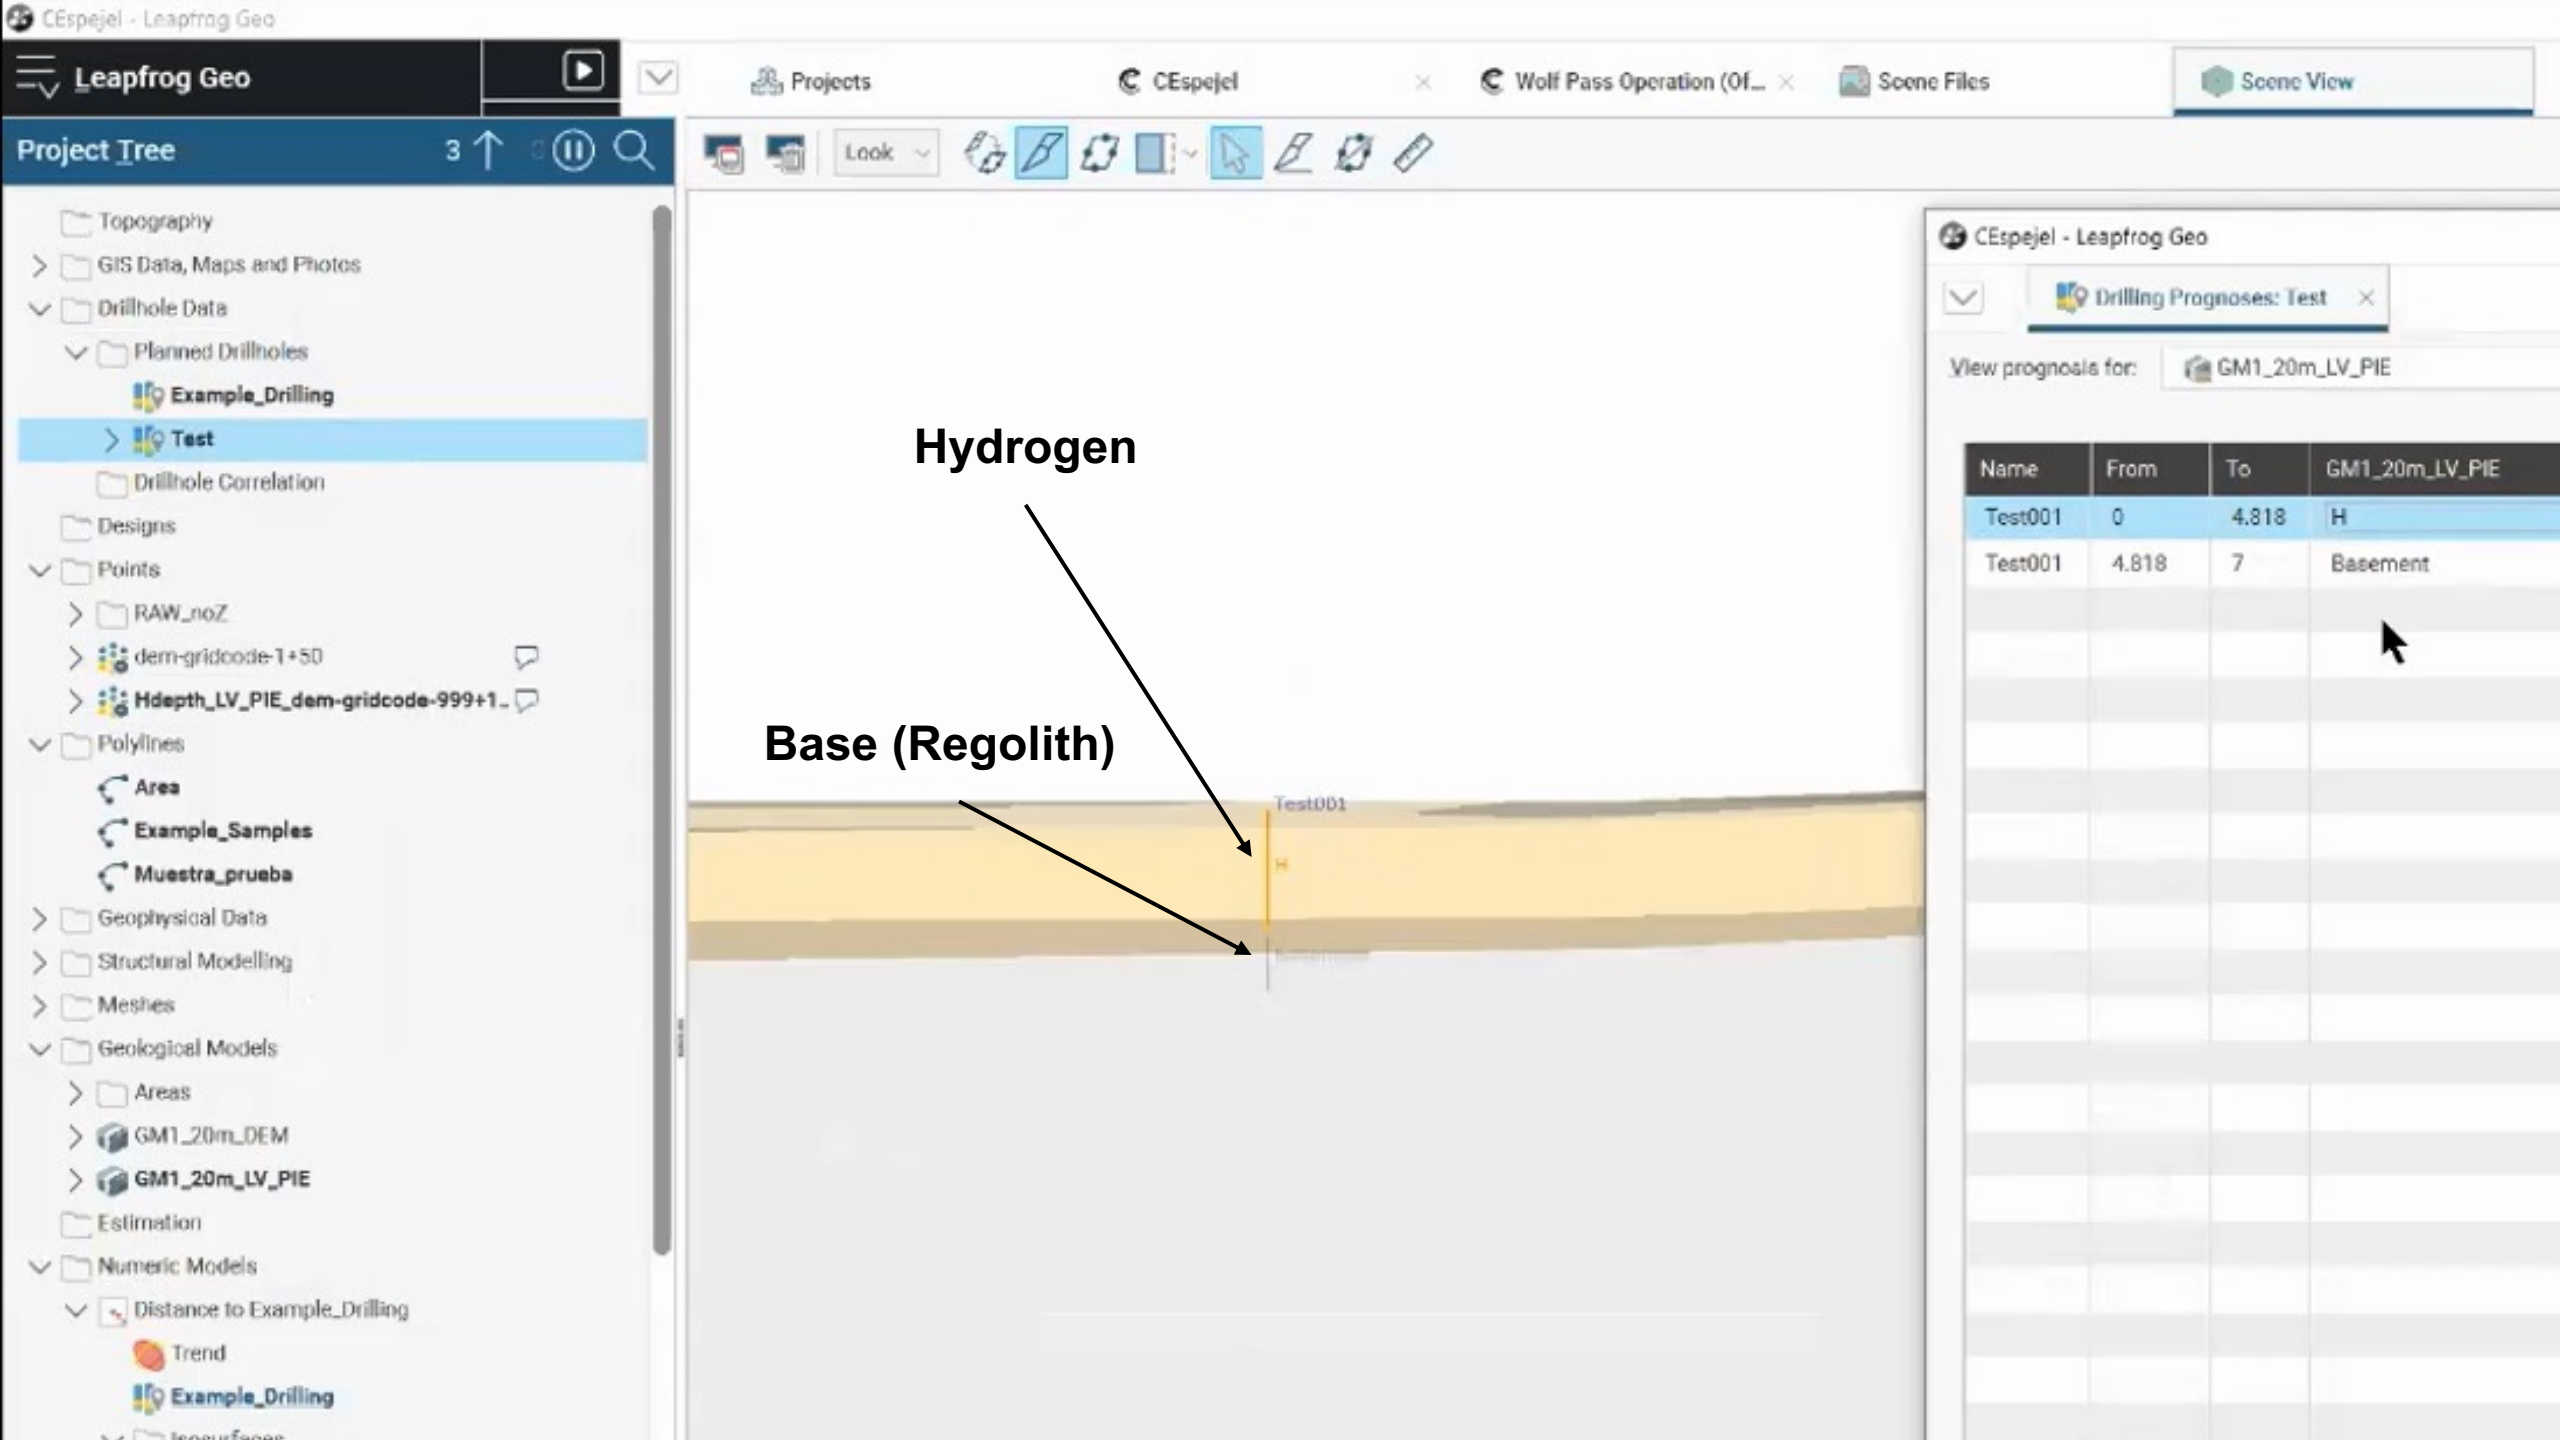 CEspejel - Leapfrog Geo
Leapfrog Geo
Projects
CEspejel
Wolf Pass Operation (Of...
Scene Files
Scene View
Project Tree
3
Look
Topography
GIS Data, Maps and Photos
Drillhole Data
Planned Drillholes
Example_Drilling
Test
Drillhole Correlation
Designs
Points
RAW_noZ
dem-gridcode-1+50
Hdepth_LV_PIE_dem-gridcode-999+1..
Polylines
Area
Example_Samples
Muestra_prueba
Geophysical Data
Structural Modelling
Meshes
Geological Models
Areas
GM1_20m_DEM
GM1_20m_LV_PIE
Estimation
Numeric Models
Distance to Example_Drilling
Trend
Example_Drilling
Isosurfaces
Hydrogen
Base (Regolith)
Test001
H
CEspejel - Leapfrog Geo
Drilling Prognoses: Test
View prognosis for: GM1_20m_LV_PIE
Name From To GM1_20m_LV_PIE
Test001 0 4.818 H
Test001 4.818 7 Basement